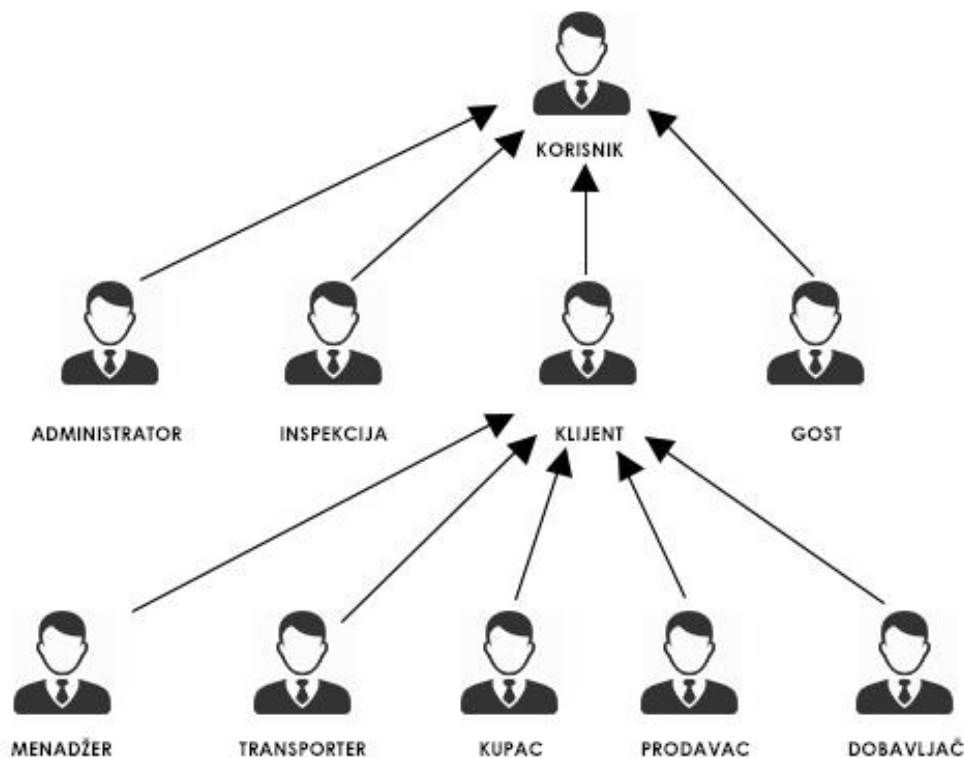 KORISNIK
ADMINISTRATOR
INSPEKCIJA
KLIJENT
GOST
MENADŽER
TRANSPORTER
KUPAC
PRODAVAC
DOBAVLJAČ